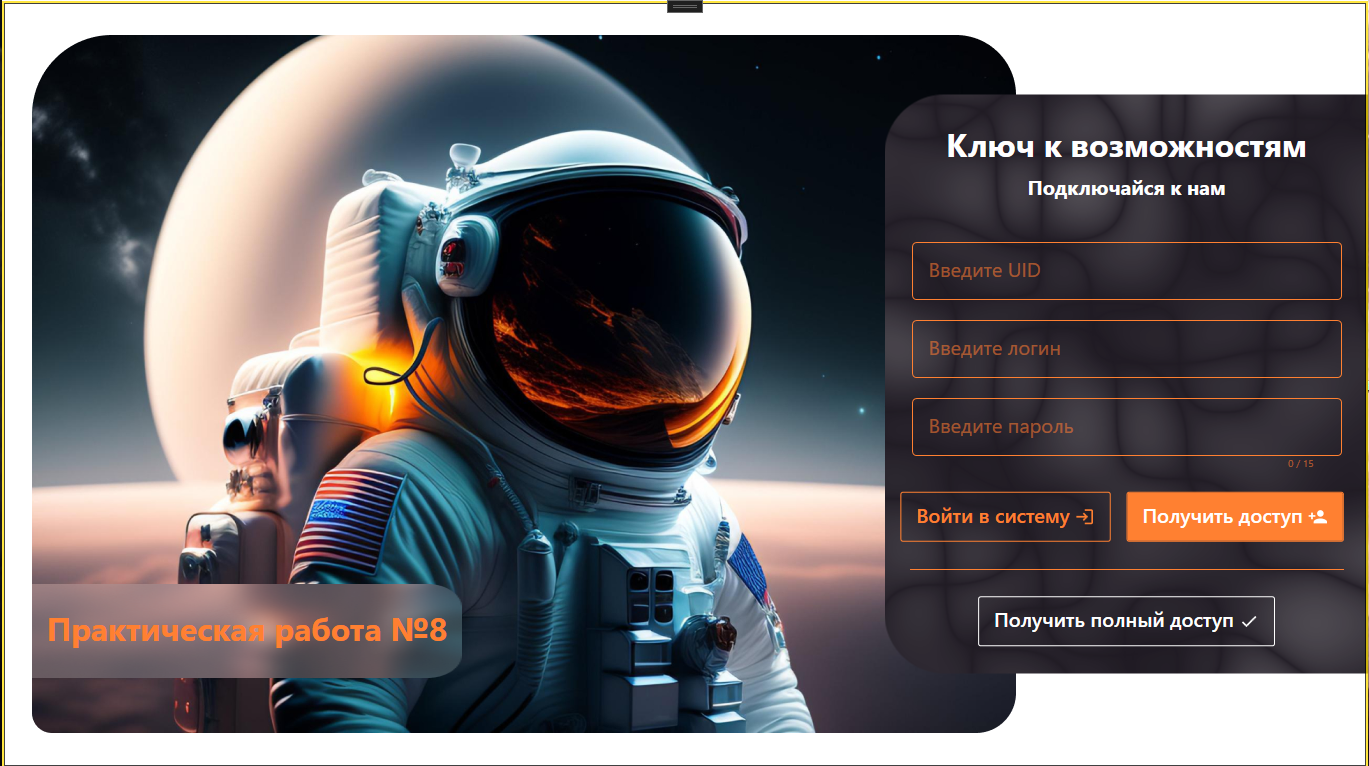 Ключ к возможностям
Подключайся к нам
Введите UID
Введите логин
Введите пароль
0 / 15
Войти в систему
Получить доступ
Получить полный доступ
Практическая работа №8